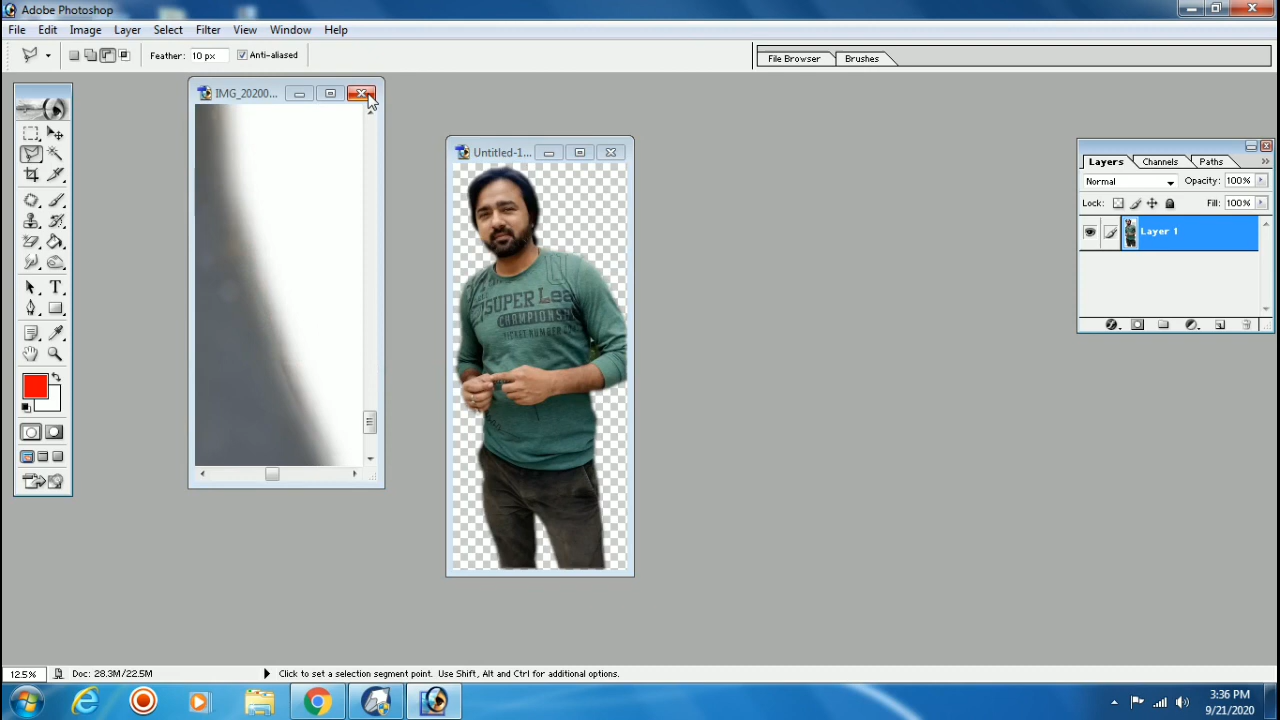 Adobe Photoshop
File Edit Image Layer Select Filter View Window Help
Feather: 10 px Anti-aliased
File Browser Brushes
IMG_20200...
Untitled-1...
SUPER Lea
CHAMPIONS
TICKET NUMBER
Layers Channels Paths
Normal Opacity: 100%
Lock: Fill: 100%
Layer 1
12.5% Doc: 28.3M/22.5M Click to set a selection segment point. Use Shift, Alt and Ctrl for additional options.
3:36 PM
9/21/2020